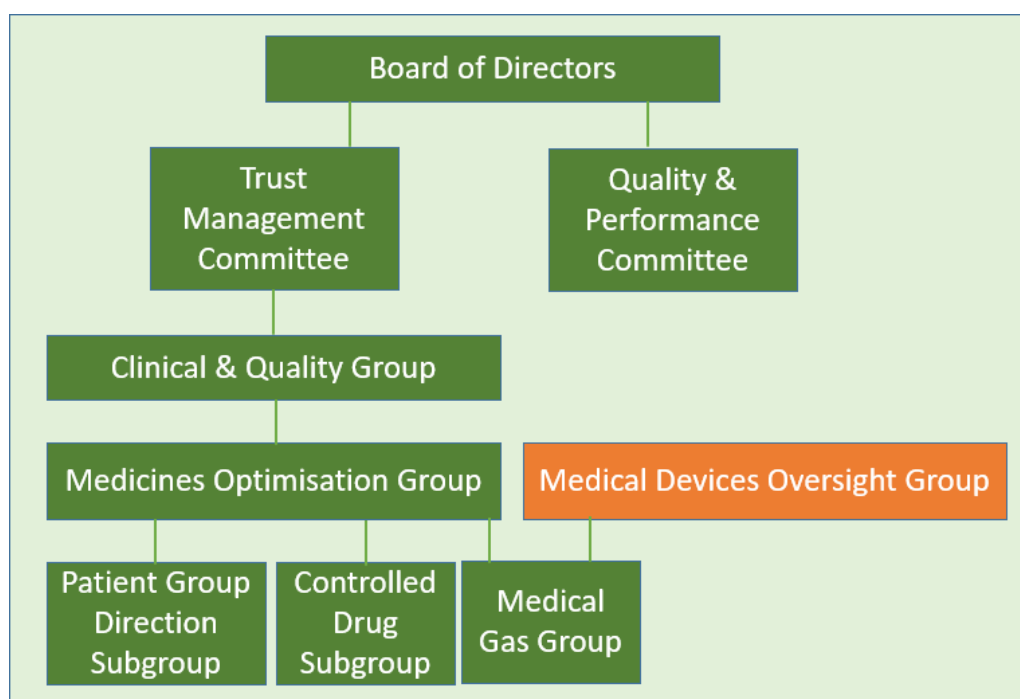 Board of Directors
Trust
Management
Committee
Quality &
Performance
Committee
Clinical & Quality Group
Medicines Optimisation Group
Medical Devices Oversight Group
Patient Group
Direction
Subgroup
Controlled
Drug
Subgroup
Medical
Gas Group